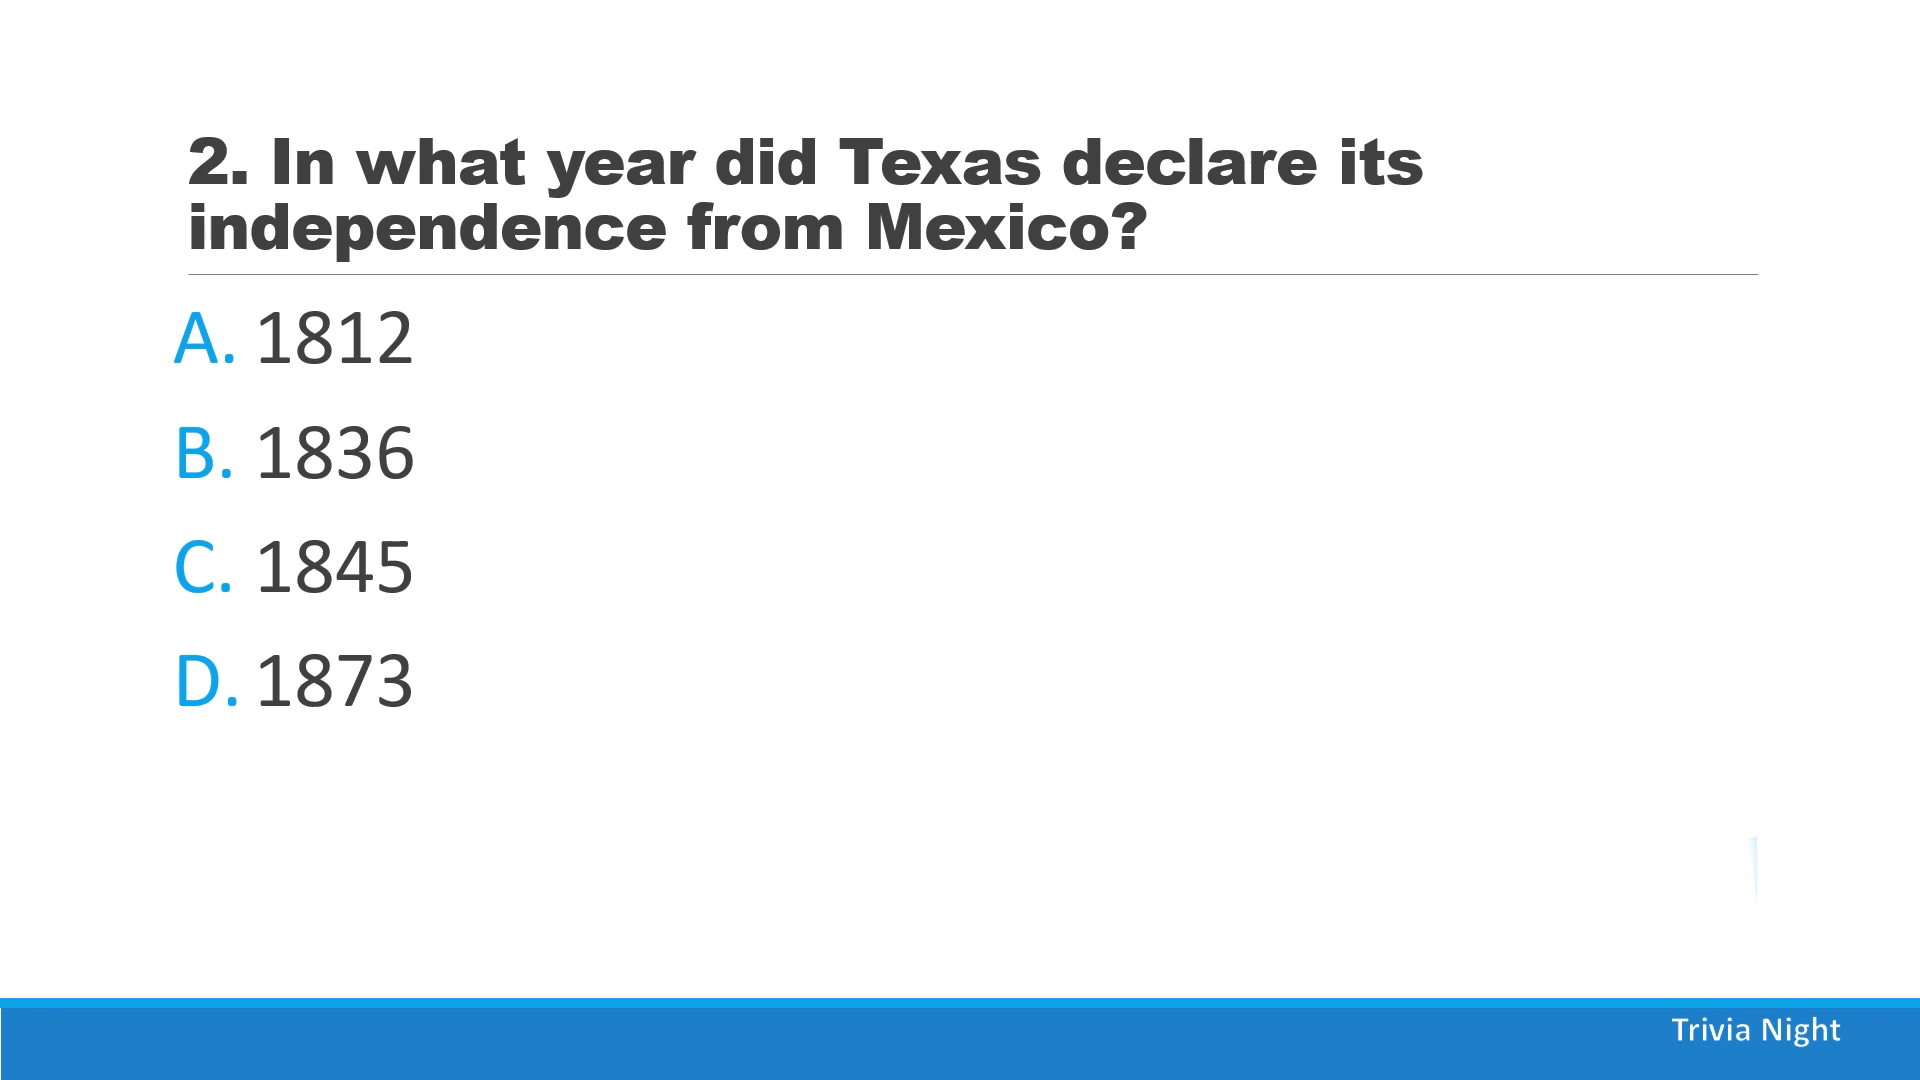 2. In what year did Texas declare its
independence from Mexico?
A. 1812
B. 1836
C. 1845
D. 1873
Trivia Night